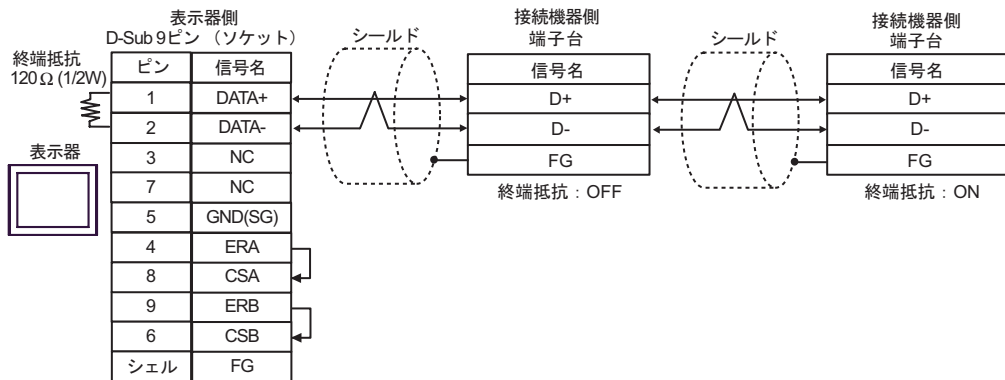 表示器側
D-Sub 9ピン （ソケット）
終端抵抗
120Ω (1/2W)
表示器
ピン 信号名
1 DATA+
2 DATA-
3 NC
7 NC
5 GND(SG)
4 ERA
8 CSA
9 ERB
6 CSB
シェル FG
シールド
接続機器側
端子台
信号名
D+
D-
FG
終端抵抗：OFF
シールド
接続機器側
端子台
信号名
D+
D-
FG
終端抵抗：ON